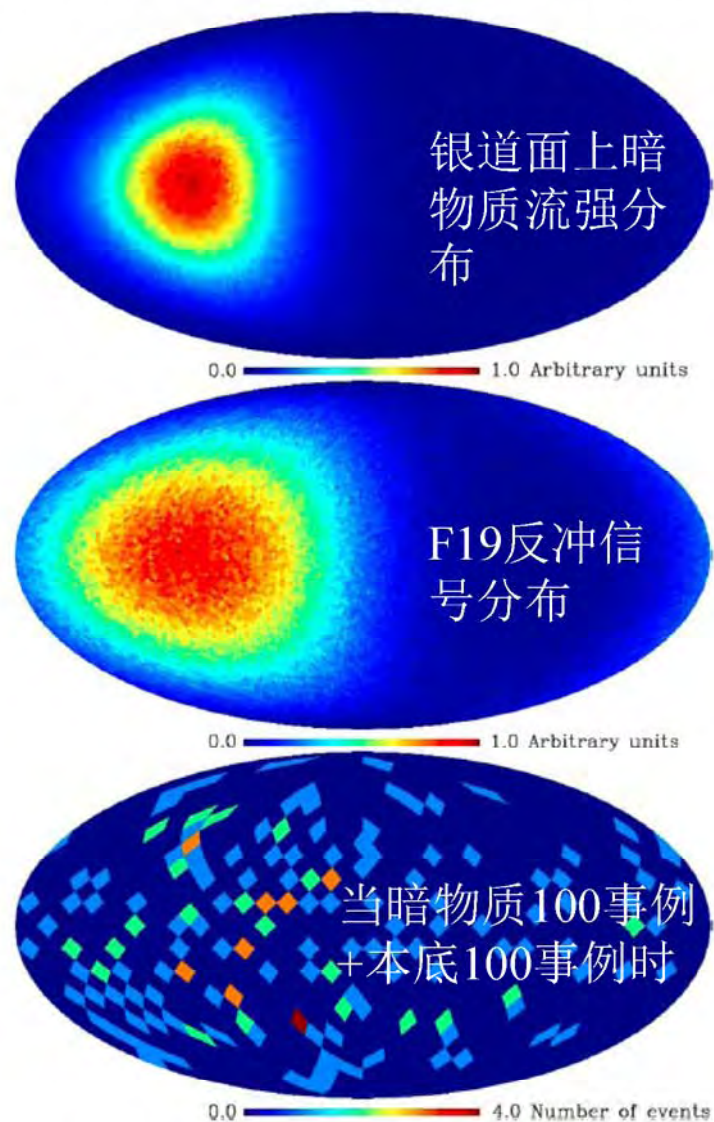 银道面上暗
物质流强分
布
0.0 1.0 Arbitrary units
F19反冲信
号分布
0.0 1.0 Arbitrary units
当暗物质100事例
+本底100事例时
0.0 4.0 Number of events